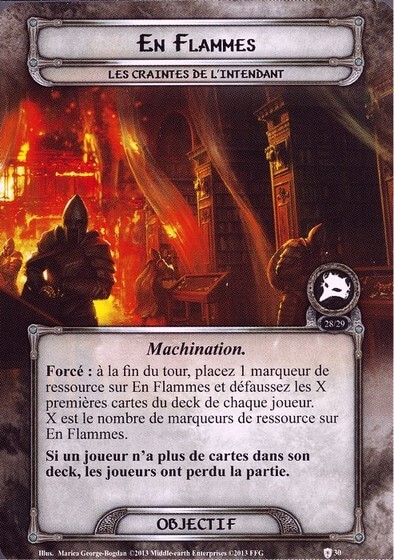 En Flammes
Les Craintes de l'Intendant
28/29
Machination.
Forcé : à la fin du tour, placez 1 marqueur de
ressource sur En Flammes et défaussez les X
premières cartes du deck de chaque joueur.
X est le nombre de marqueurs de ressource sur
En Flammes.
Si un joueur n'a plus de cartes dans son
deck, les joueurs ont perdu la partie.
Objectif
Illus. Marica George-Bogdan ©2013 Middle-earth Enterprises ©2013 FFG 30